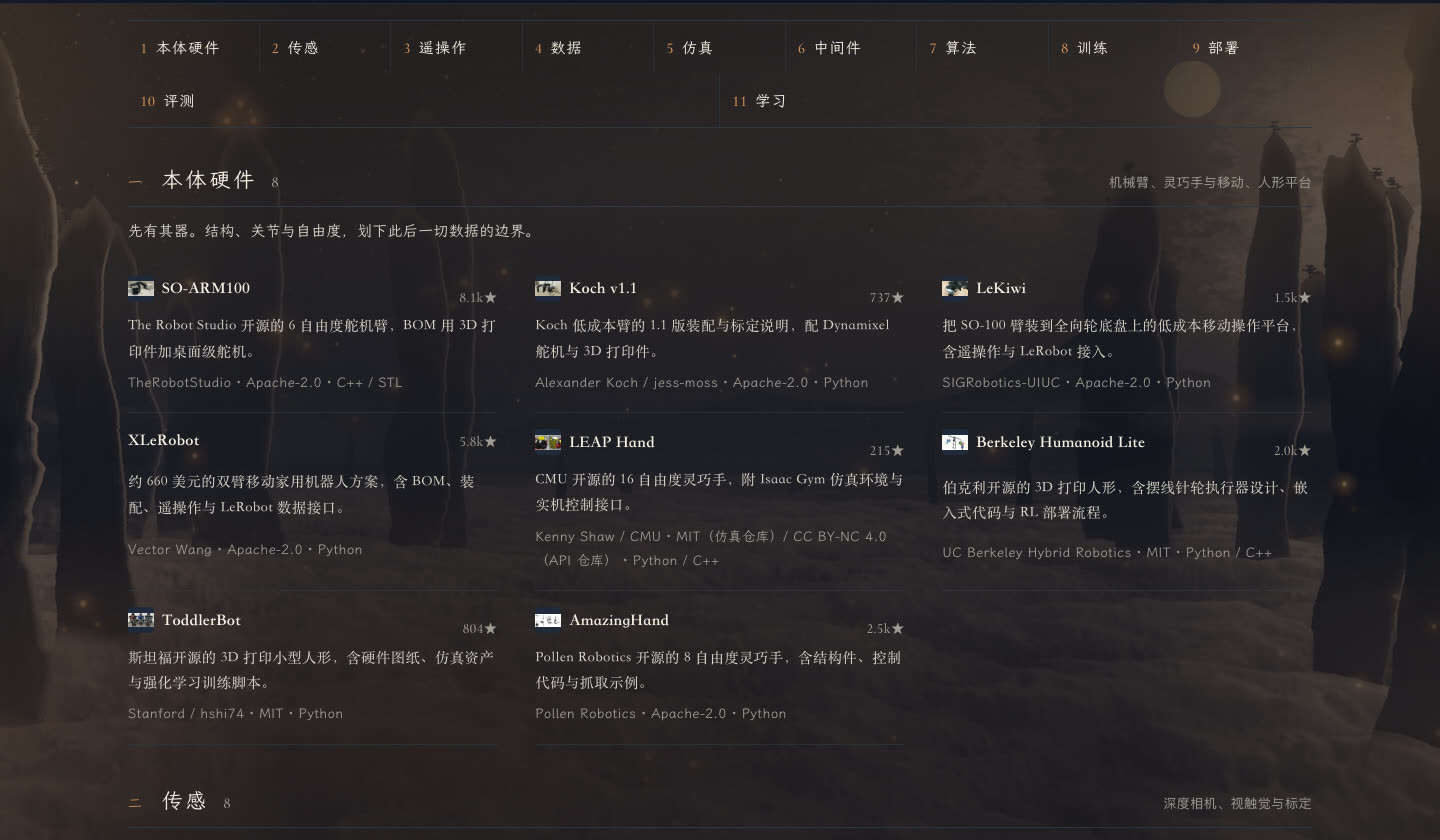 1 本体硬件
2 传感
3 遥操作
4 数据
5 仿真
6 中间件
7 算法
8 训练
9 部署
10 评测
11 学习
一 本体硬件 8
机械臂、灵巧手与移动、人形平台
先有其器。结构、关节与自由度，划下此后一切数据的边界。
SO-ARM100
8.1k★
The Robot Studio 开源的 6 自由度舵机臂，BOM 用 3D 打
印件加桌面级舵机。
TheRobotStudio・Apache-2.0・C++ / STL
Koch v1.1
737★
Koch 低成本臂的 1.1 版装配与标定说明，配 Dynamixel
舵机与 3D 打印件。
Alexander Koch / jess-moss・Apache-2.0・Python
LeKiwi
1.5k★
把 SO-100 臂装到全向轮底盘上的低成本移动操作平台，
含遥操作与 LeRobot 接入。
SIGRobotics-UIUC・Apache-2.0・Python
XLeRobot
5.8k★
约 660 美元的双臂移动家用机器人方案，含 BOM、装
配、遥操作与 LeRobot 数据接口。
Vector Wang・Apache-2.0・Python
LEAP Hand
215★
CMU 开源的 16 自由度灵巧手，附 Isaac Gym 仿真环境与
实机控制接口。
Kenny Shaw / CMU・MIT（仿真仓库）/ CC BY-NC 4.0
（API 仓库）・Python / C++
Berkeley Humanoid Lite
2.0k★
伯克利开源的 3D 打印人形，含摆线针轮执行器设计、嵌
入式代码与 RL 部署流程。
UC Berkeley Hybrid Robotics・MIT・Python / C++
ToddlerBot
804★
斯坦福开源的 3D 打印小型人形，含硬件图纸、仿真资产
与强化学习训练脚本。
Stanford / hshi74・MIT・Python
AmazingHand
2.5k★
Pollen Robotics 开源的 8 自由度灵巧手，含结构件、控制
代码与抓取示例。
Pollen Robotics・Apache-2.0・Python
二 传感 8
深度相机、视触觉与标定